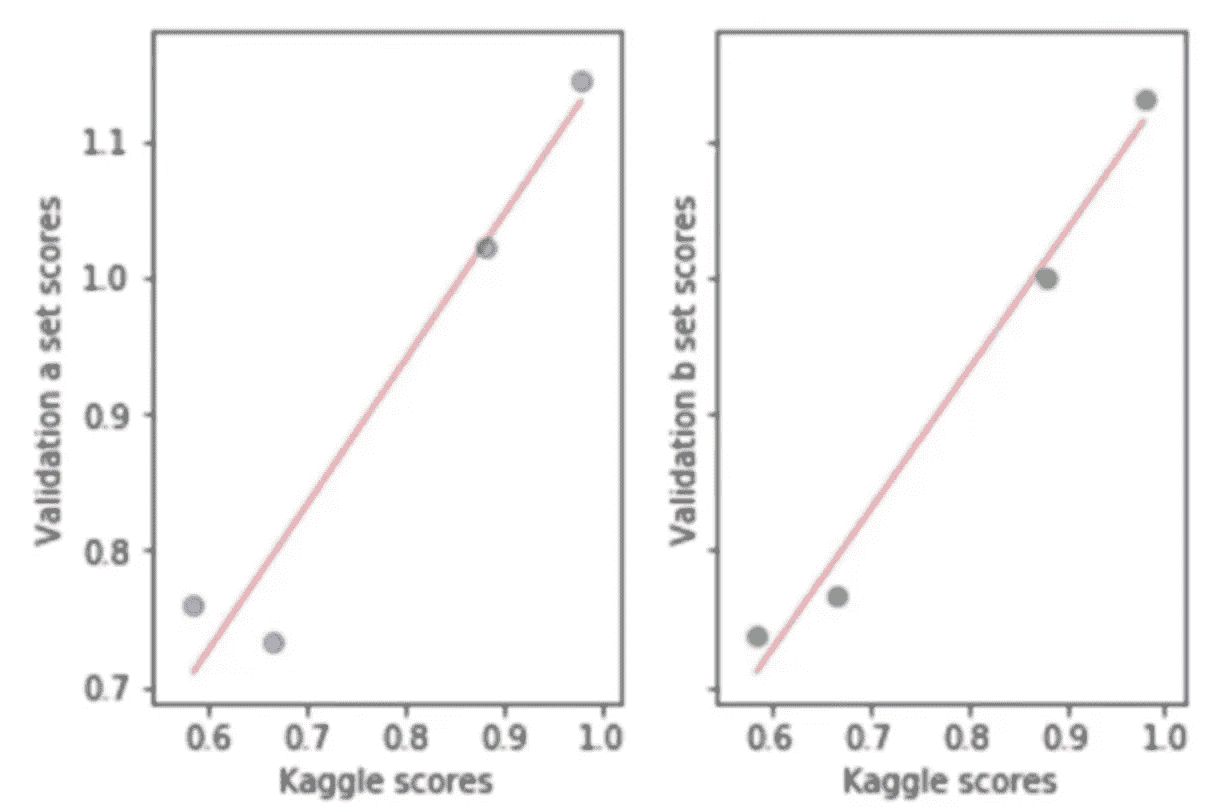 Validation a set scores
1.1
1.0
0.9
0.8
0.7
0.6 0.7 0.8 0.9 1.0
Kaggle scores
Validation b set scores
0.6 0.7 0.8 0.9 1.0
Kaggle scores